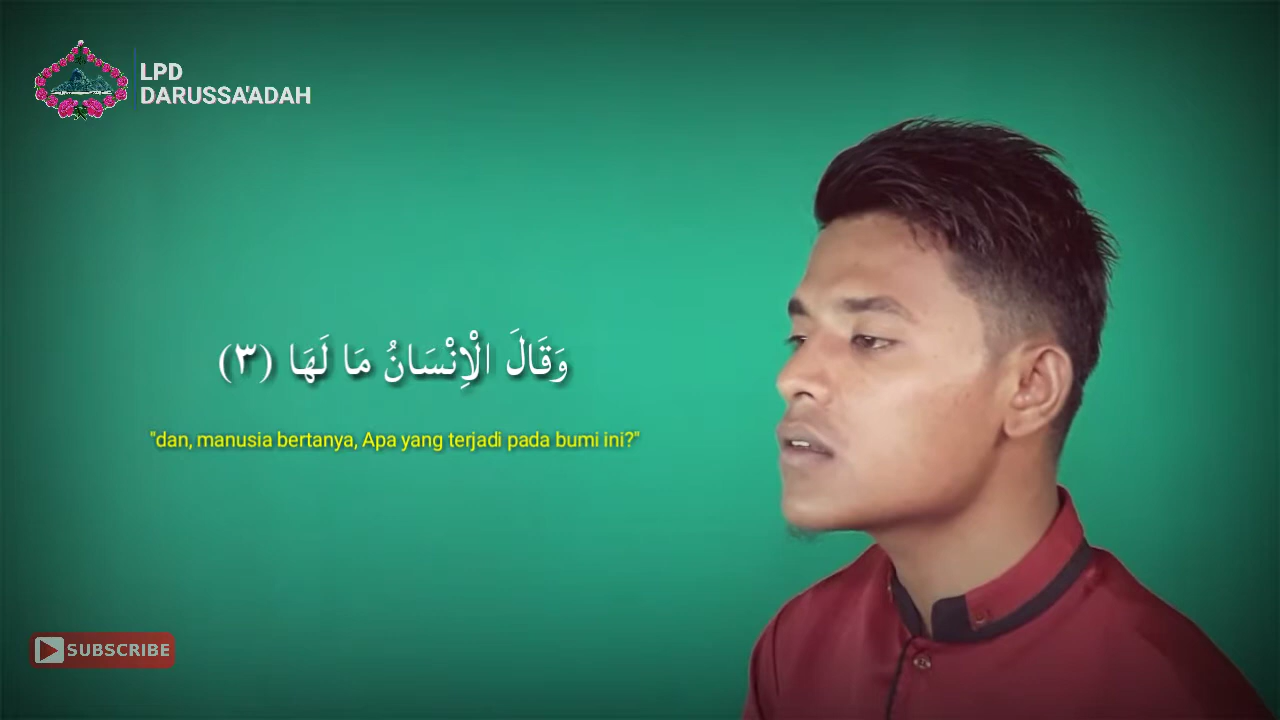 LPD
DARUSSA'ADAH
وَقَالَ الْاِنْسَانُ مَا لَهَا (٣)
"dan, manusia bertanya, Apa yang terjadi pada bumi ini?"
SUBSCRIBE